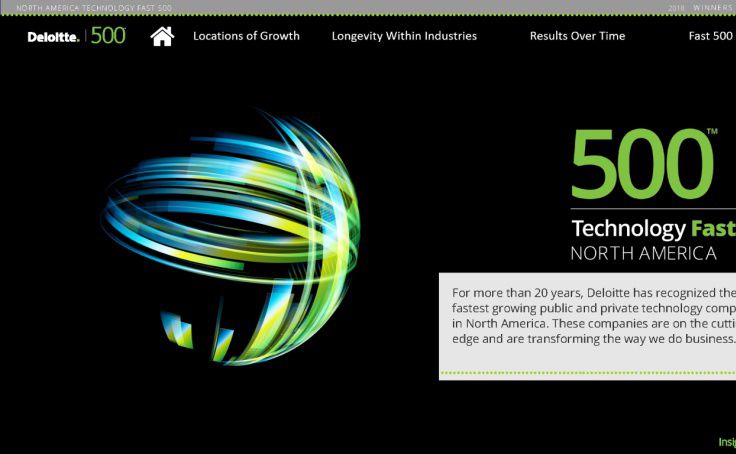 NORTH AMERICA TECHNOLOGY FAST 500
2018 WINNERS
Deloitte. | 500
Locations of Growth
Longevity Within Industries
Results Over Time
Fast 500
500™
Technology Fast
NORTH AMERICA
For more than 20 years, Deloitte has recognized the
fastest growing public and private technology comp
in North America. These companies are on the cutti
edge and are transforming the way we do business.
Insig